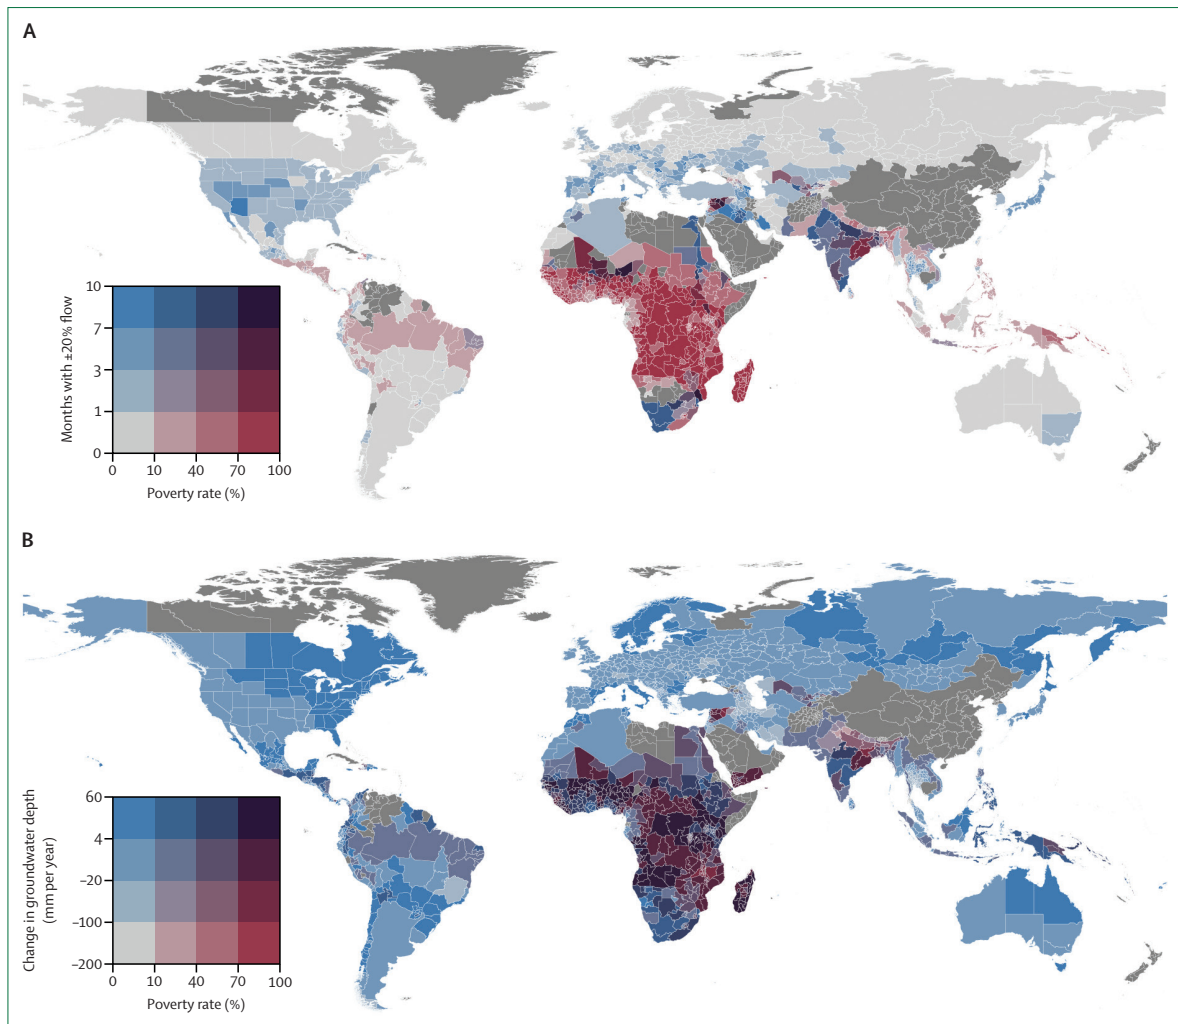 A
Months with ±20% flow
10
7
3
1
0
0 10 40 70 100
Poverty rate (%)
B
Change in groundwater depth
(mm per year)
60
4
–20
–100
–200
0 10 40 70 100
Poverty rate (%)